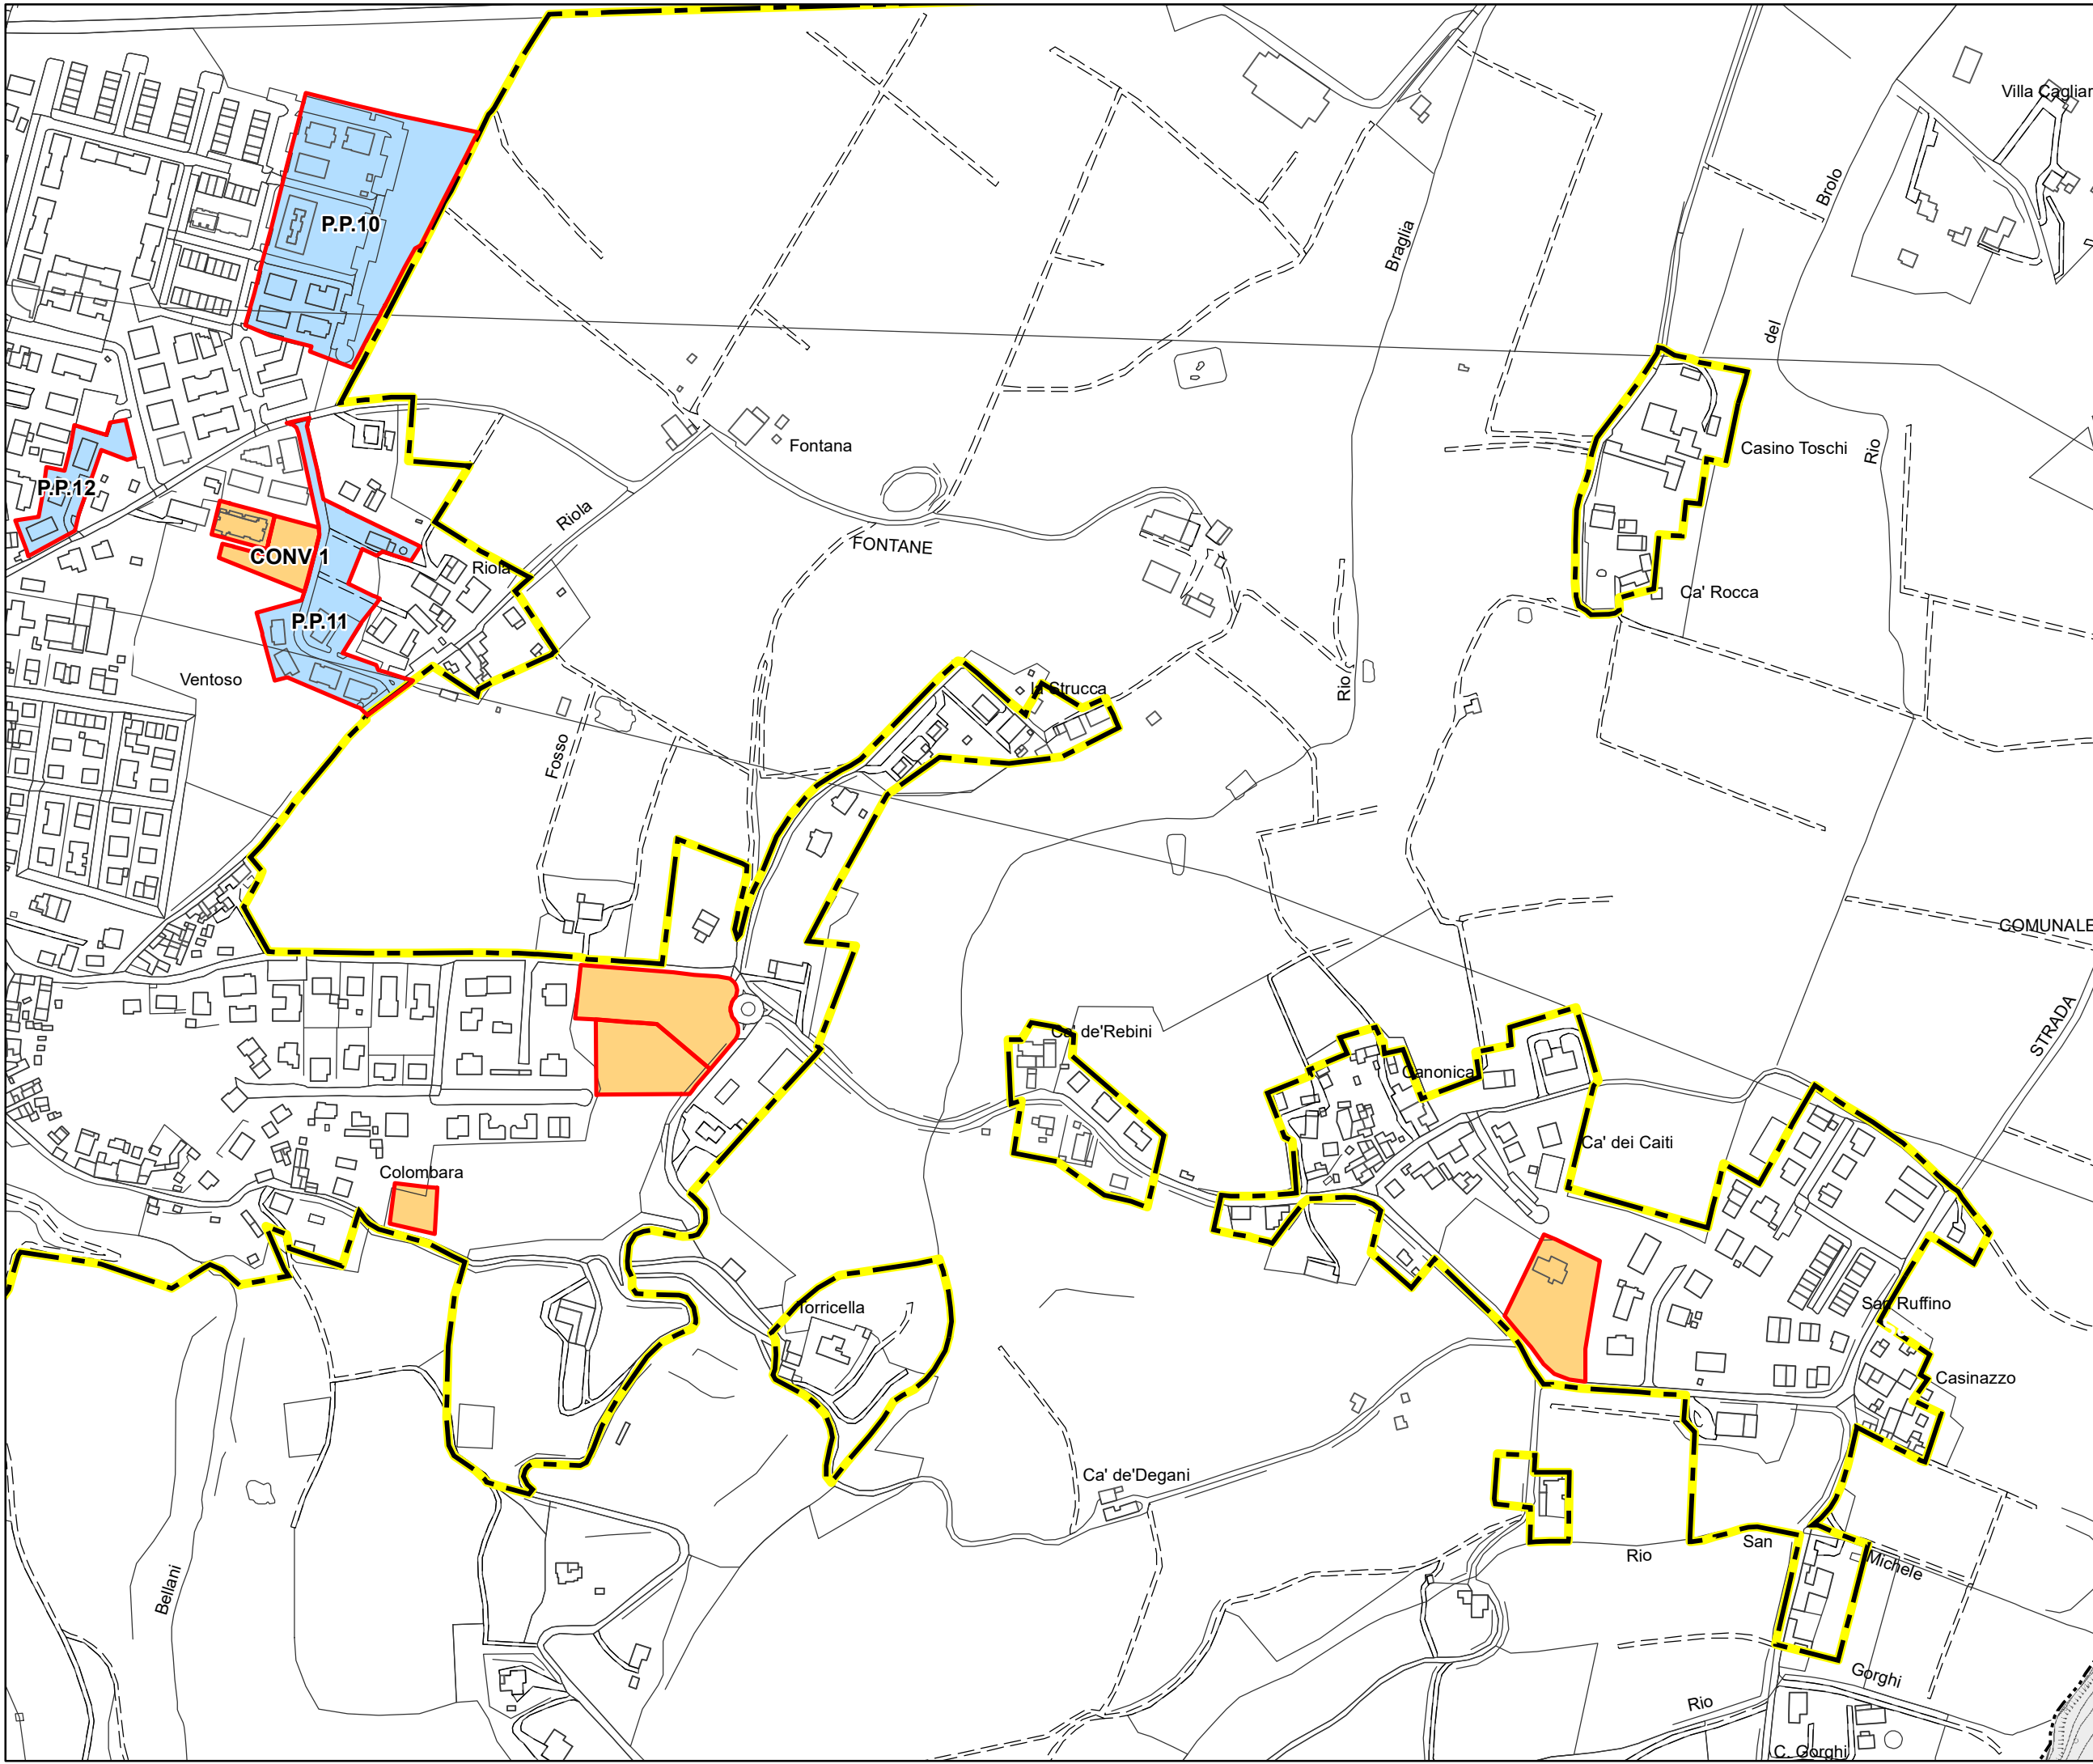 Villa Cagliar
Brolo
P.P.10
Braglia
del
Fontana
Casino Toschi
Rio
P.P.12
Riola
FONTANE
CONV 1
Riola
Ca' Rocca
P.P.11
Ventoso
la Strucca
Rio
Fosso
COMUNALE
STRADA
Ca' de'Rebini
Canonica
Ca' dei Caiti
Colombara
Torricella
San Ruffino
Casinazzo
Ca' de'Degani
Rio
San
Michele
Bellani
Gorghi
Rio
C. Gorghi